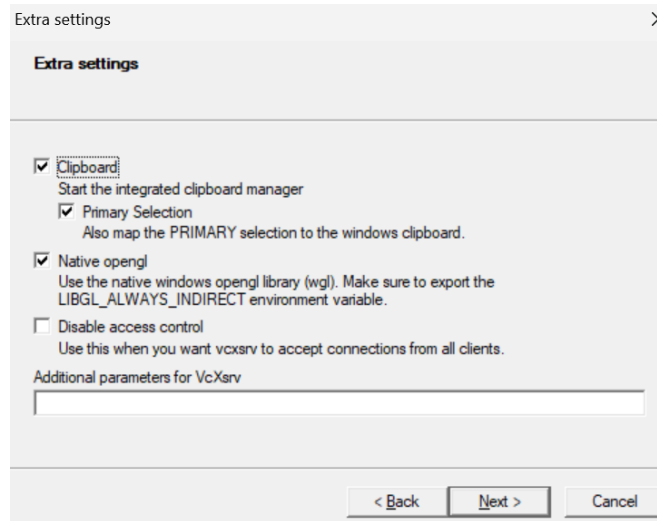 Extra settings
Extra settings
Clipboard
Start the integrated clipboard manager
Primary Selection
Also map the PRIMARY selection to the windows clipboard.
Native opengl
Use the native windows opengl library (wgl). Make sure to export the
LIBGL_ALWAYS_INDIRECT environment variable.
Disable access control
Use this when you want vcxsrv to accept connections from all clients.
Additional parameters for VcXsrv
< Back
Next >
Cancel